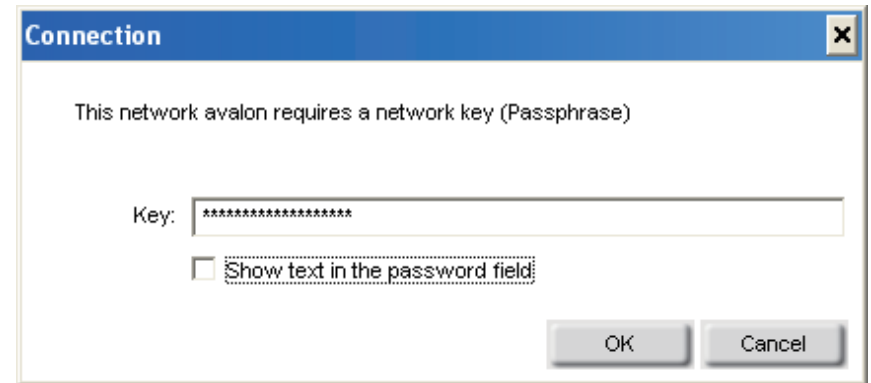 Connection
This network avalon requires a network key (Passphrase)
Key: *******************
Show text in the password field
OK Cancel